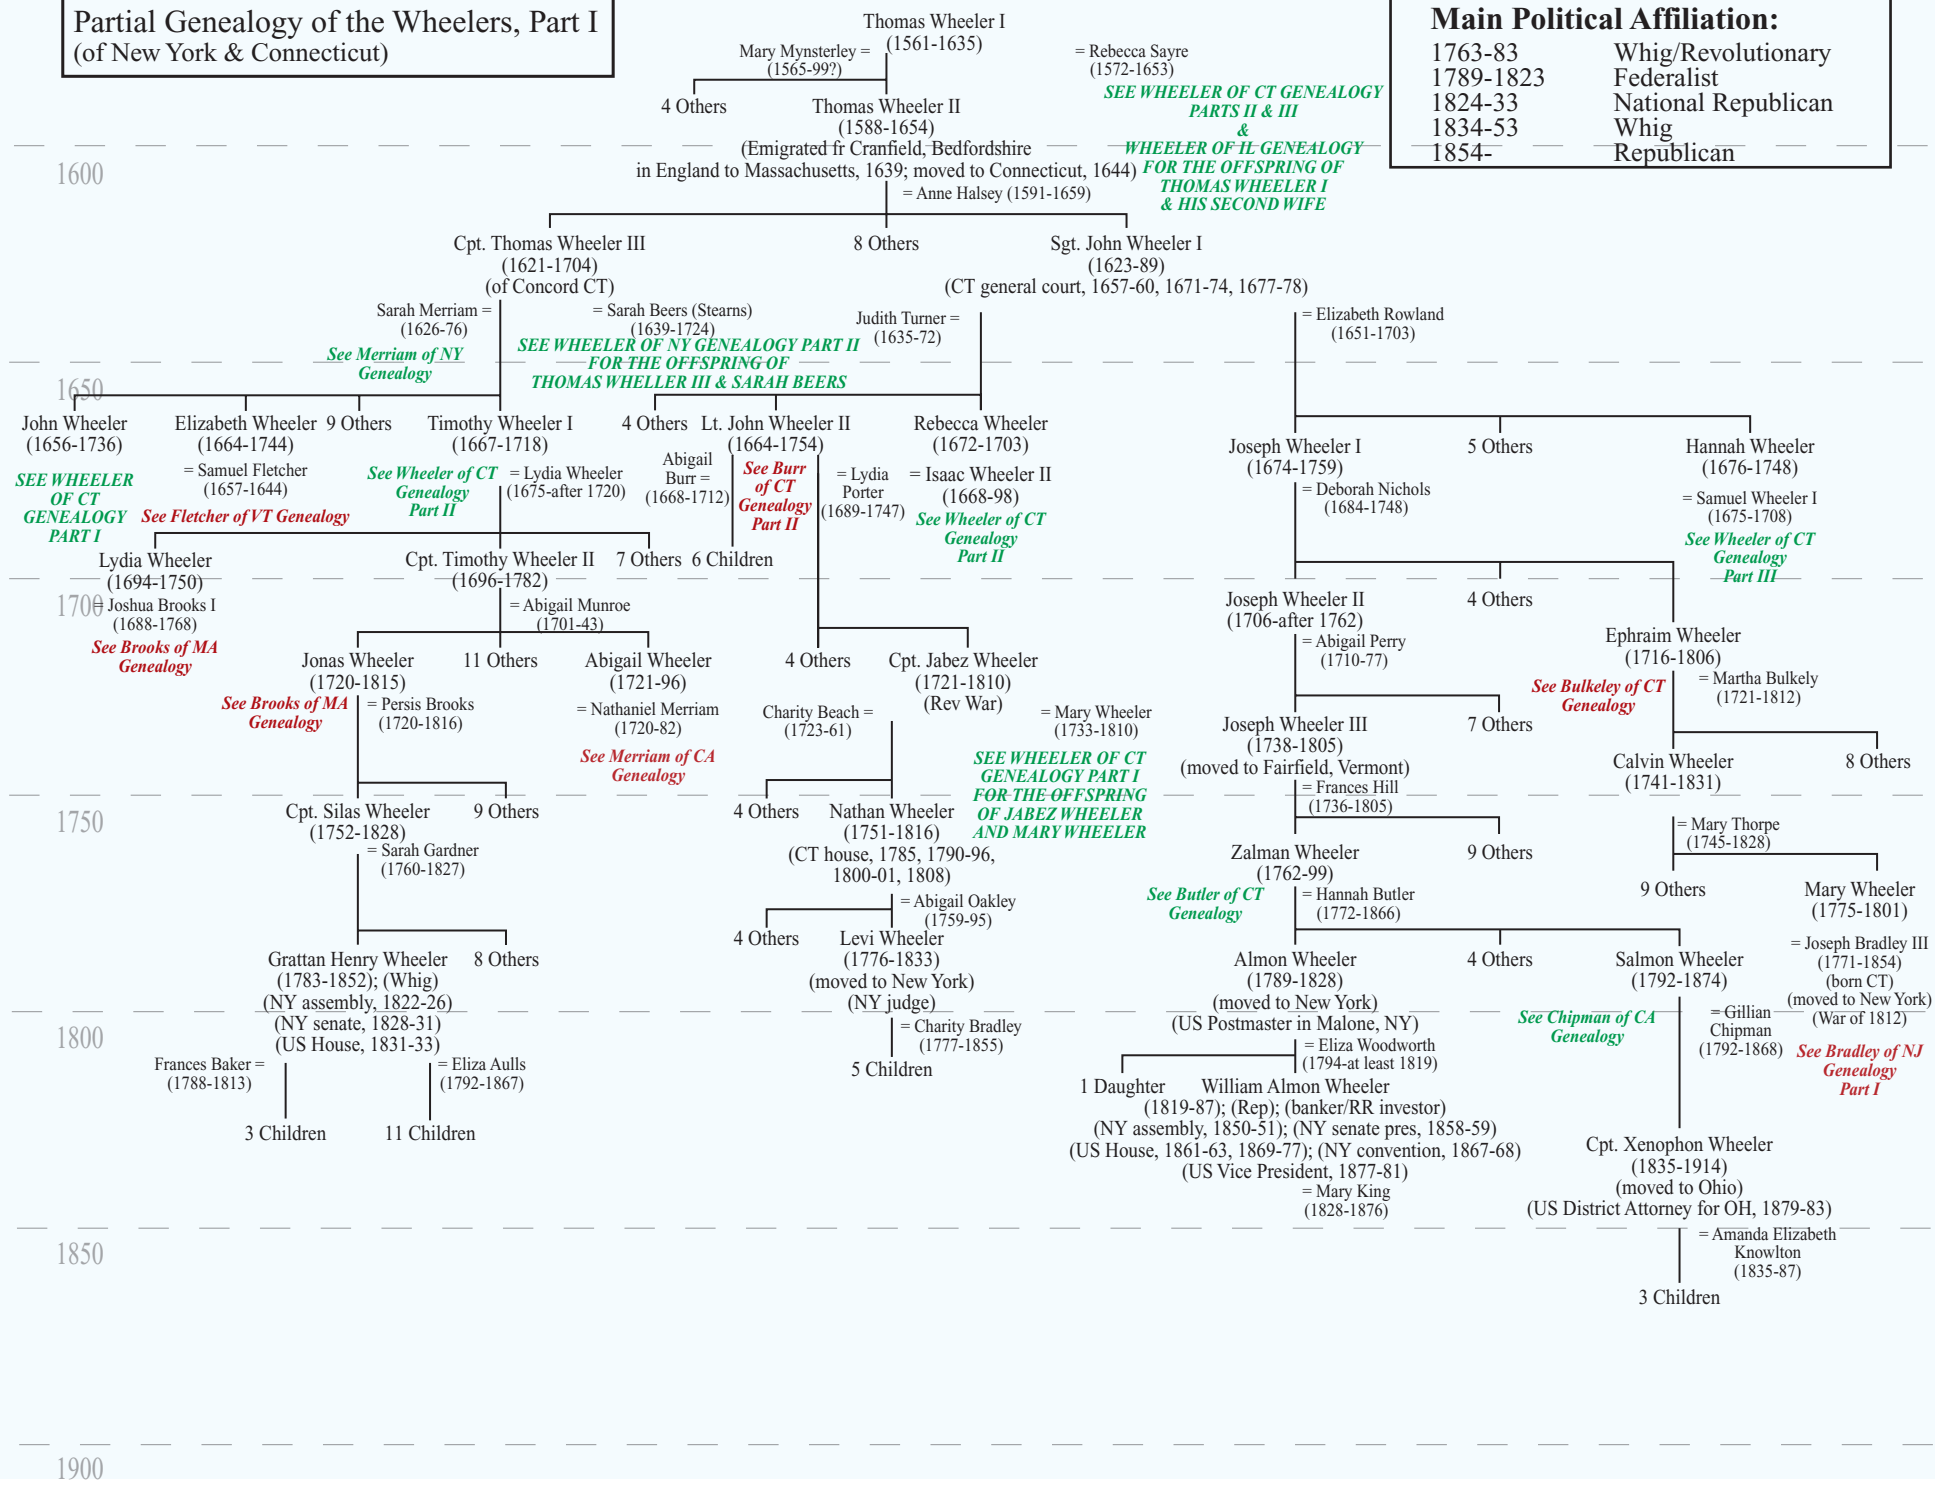 Partial Genealogy of the Wheelers, Part I
(of New York & Connecticut)
Main Political Affiliation:
1763-83 Whig/Revolutionary
1789-1823 Federalist
1824-33 National Republican
1834-53 Whig
1854- Republican
Thomas Wheeler I
(1561-1635)
Mary Mynsterley =
(1565-99?)
= Rebecca Sayre
(1572-1653)
SEE WHEELER OF CT GENEALOGY
PARTS II & III
&
WHEELER OF IL GENEALOGY
FOR THE OFFSPRING OF
THOMAS WHEELER I
& HIS SECOND WIFE
4 Others
Thomas Wheeler II
(1588-1654)
(Emigrated fr Cranfield, Bedfordshire
in England to Massachusetts, 1639; moved to Connecticut, 1644)
= Anne Halsey (1591-1659)
1600
Cpt. Thomas Wheeler III
(1621-1704)
(of Concord CT)
8 Others
Sgt. John Wheeler I
(1623-89)
(CT general court, 1657-60, 1671-74, 1677-78)
Sarah Merriam =
(1626-76)
See Merriam of NY
Genealogy
= Sarah Beers (Stearns)
(1639-1724)
SEE WHEELER OF NY GENEALOGY PART II
FOR THE OFFSPRING OF
THOMAS WHELLER III & SARAH BEERS
Judith Turner =
(1635-72)
= Elizabeth Rowland
(1651-1703)
1650
John Wheeler
(1656-1736)
SEE WHEELER
OF CT
GENEALOGY
PART I
Elizabeth Wheeler
(1664-1744)
= Samuel Fletcher
(1657-1644)
See Fletcher of VT Genealogy
9 Others
Timothy Wheeler I
(1667-1718)
See Wheeler of CT
Genealogy
Part II
= Lydia Wheeler
(1675-after 1720)
4 Others
Lt. John Wheeler II
(1664-1754)
Abigail
Burr =
(1668-1712)
See Burr
of CT
Genealogy
Part II
= Lydia
Porter
(1689-1747)
Rebecca Wheeler
(1672-1703)
= Isaac Wheeler II
(1668-98)
See Wheeler of CT
Genealogy
Part II
Joseph Wheeler I
(1674-1759)
= Deborah Nichols
(1684-1748)
5 Others
Hannah Wheeler
(1676-1748)
= Samuel Wheeler I
(1675-1708)
See Wheeler of CT
Genealogy
Part III
Lydia Wheeler
(1694-1750)
= Joshua Brooks I
(1688-1768)
See Brooks of MA
Genealogy
Cpt. Timothy Wheeler II
(1696-1782)
= Abigail Munroe
(1701-43)
7 Others
6 Children
1700
Joseph Wheeler II
(1706-after 1762)
= Abigail Perry
(1710-77)
4 Others
Ephraim Wheeler
(1716-1806)
See Bulkeley of CT
Genealogy
= Martha Bulkely
(1721-1812)
Jonas Wheeler
(1720-1815)
See Brooks of MA
Genealogy
= Persis Brooks
(1720-1816)
11 Others
Abigail Wheeler
(1721-96)
= Nathaniel Merriam
(1720-82)
See Merriam of CA
Genealogy
4 Others
Cpt. Jabez Wheeler
(1721-1810)
(Rev War)
Charity Beach =
(1723-61)
= Mary Wheeler
(1733-1810)
SEE WHEELER OF CT
GENEALOGY PART I
FOR THE OFFSPRING
OF JABEZ WHEELER
AND MARY WHEELER
Joseph Wheeler III
(1738-1805)
(moved to Fairfield, Vermont)
= Frances Hill
(1736-1805)
7 Others
Calvin Wheeler
(1741-1831)
= Mary Thorpe
(1745-1828)
8 Others
1750
Cpt. Silas Wheeler
(1752-1828)
= Sarah Gardner
(1760-1827)
9 Others
4 Others
Nathan Wheeler
(1751-1816)
(CT house, 1785, 1790-96,
1800-01, 1808)
= Abigail Oakley
(1759-95)
Zalman Wheeler
(1762-99)
See Butler of CT
Genealogy
= Hannah Butler
(1772-1866)
9 Others
9 Others
Mary Wheeler
(1775-1801)
= Joseph Bradley III
(1771-1854)
(born CT)
(moved to New York)
(War of 1812)
See Bradley of NJ
Genealogy
Part I
Grattan Henry Wheeler
(1783-1852); (Whig)
(NY assembly, 1822-26)
(NY senate, 1828-31)
(US House, 1831-33)
8 Others
4 Others
Levi Wheeler
(1776-1833)
(moved to New York)
(NY judge)
= Charity Bradley
(1777-1855)
5 Children
Almon Wheeler
(1789-1828)
(moved to New York)
(US Postmaster in Malone, NY)
= Eliza Woodworth
(1794-at least 1819)
4 Others
Salmon Wheeler
(1792-1874)
See Chipman of CA
Genealogy
= Gillian
Chipman
(1792-1868)
1800
Frances Baker =
(1788-1813)
= Eliza Aulls
(1792-1867)
3 Children
11 Children
1 Daughter
William Almon Wheeler
(1819-87); (Rep); (banker/RR investor)
(NY assembly, 1850-51); (NY senate pres, 1858-59)
(US House, 1861-63, 1869-77); (NY convention, 1867-68)
(US Vice President, 1877-81)
= Mary King
(1828-1876)
Cpt. Xenophon Wheeler
(1835-1914)
(moved to Ohio)
(US District Attorney for OH, 1879-83)
= Amanda Elizabeth
Knowlton
(1835-87)
3 Children
1850
1900